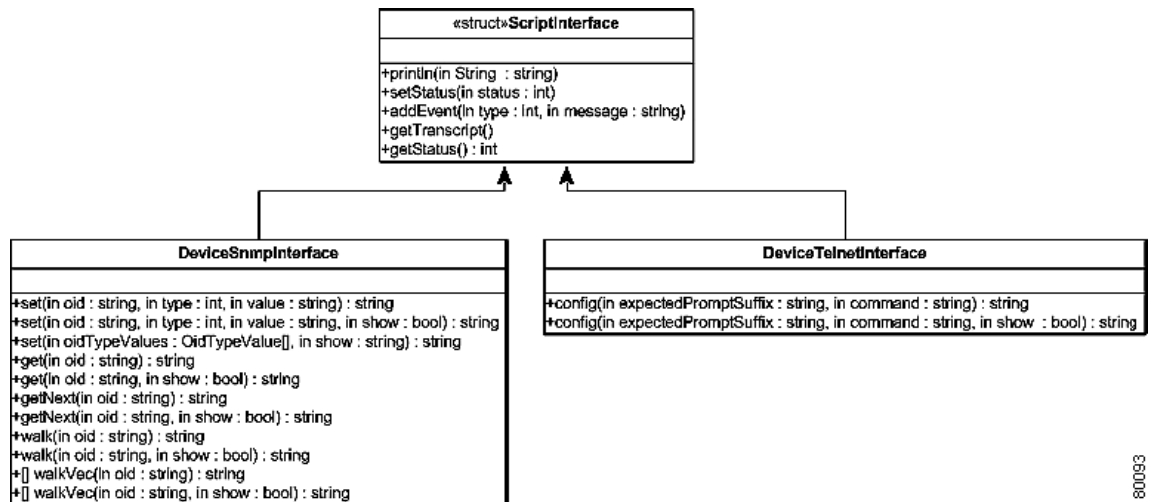 «struct»ScriptInterface
+println(in String : string)
+setStatus(in status : int)
+addEvent(in type : int, in message : string)
+getTranscript()
+getStatus() : int
DeviceSnmpInterface
+set(in oid : string, in type : int, in value : string) : string
+set(in oid : string, in type : int, in value : string, in show : bool) : string
+set(in oidTypeValues : OidTypeValue[], in show : string) : string
+get(in oid : string) : string
+get(in oid : string, in show : bool) : string
+getNext(in oid : string) : string
+getNext(in oid : string, in show : bool) : string
+walk(in oid : string) : string
+walk(in oid : string, in show : bool) : string
+[] walkVec(in oid : string) : string
+[] walkVec(in oid : string, in show : bool) : string
DeviceTelnetInterface
+config(in expectedPromptSuffix : string, in command : string) : string
+config(in expectedPromptSuffix : string, in command : string, in show : bool) : string
80093